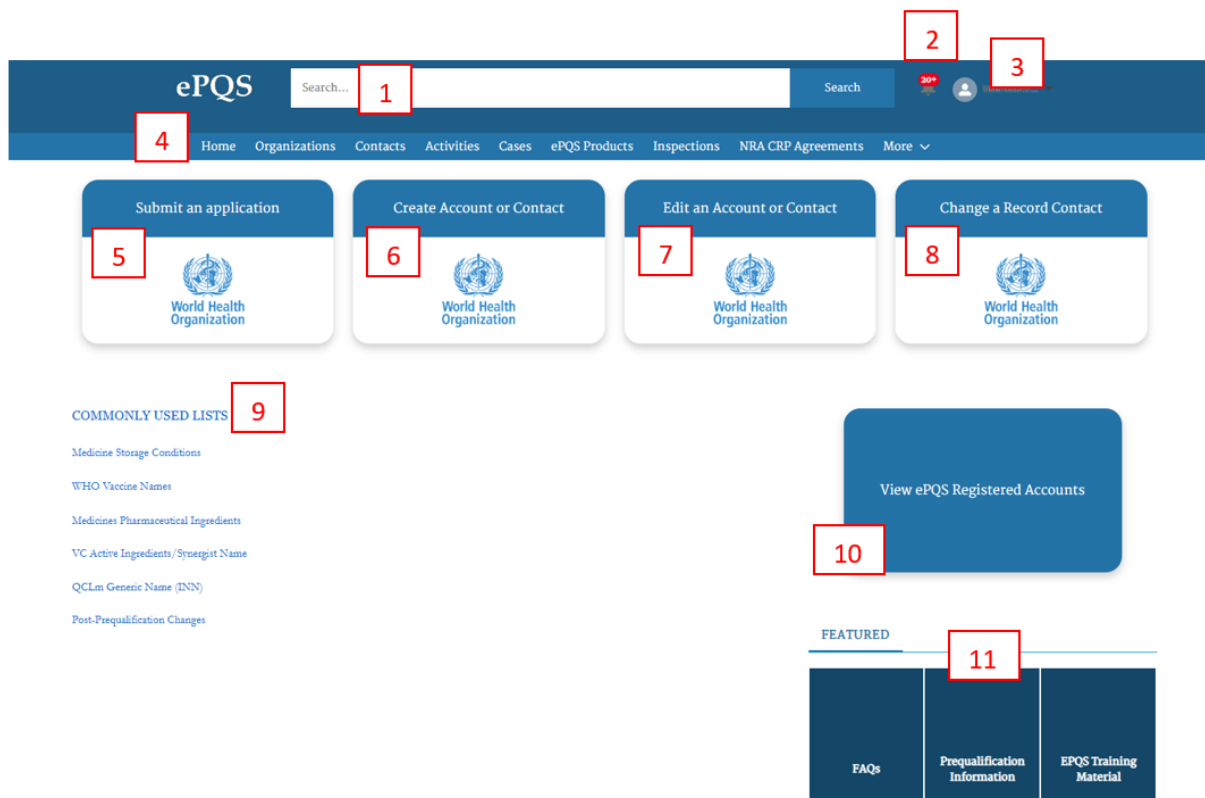 2
3
ePQS
Search...
1
Search
20+
4
Home Organizations Contacts Activities Cases ePQS Products Inspections NRA CRP Agreements More
Submit an application
Create Account or Contact
Edit an Account or Contact
Change a Record Contact
5
6
7
8
World Health
Organization
World Health
Organization
World Health
Organization
World Health
Organization
COMMONLY USED LISTS
9
Medicine Storage Conditions
WHO Vaccine Names
Medicines Pharmaceutical Ingredients
VC Active Ingredients/Synergist Name
QCLm Generic Name (INN)
Post-Prequalification Changes
View ePQS Registered Accounts
10
FEATURED
11
FAQs
Prequalification
Information
EPQS Training
Material